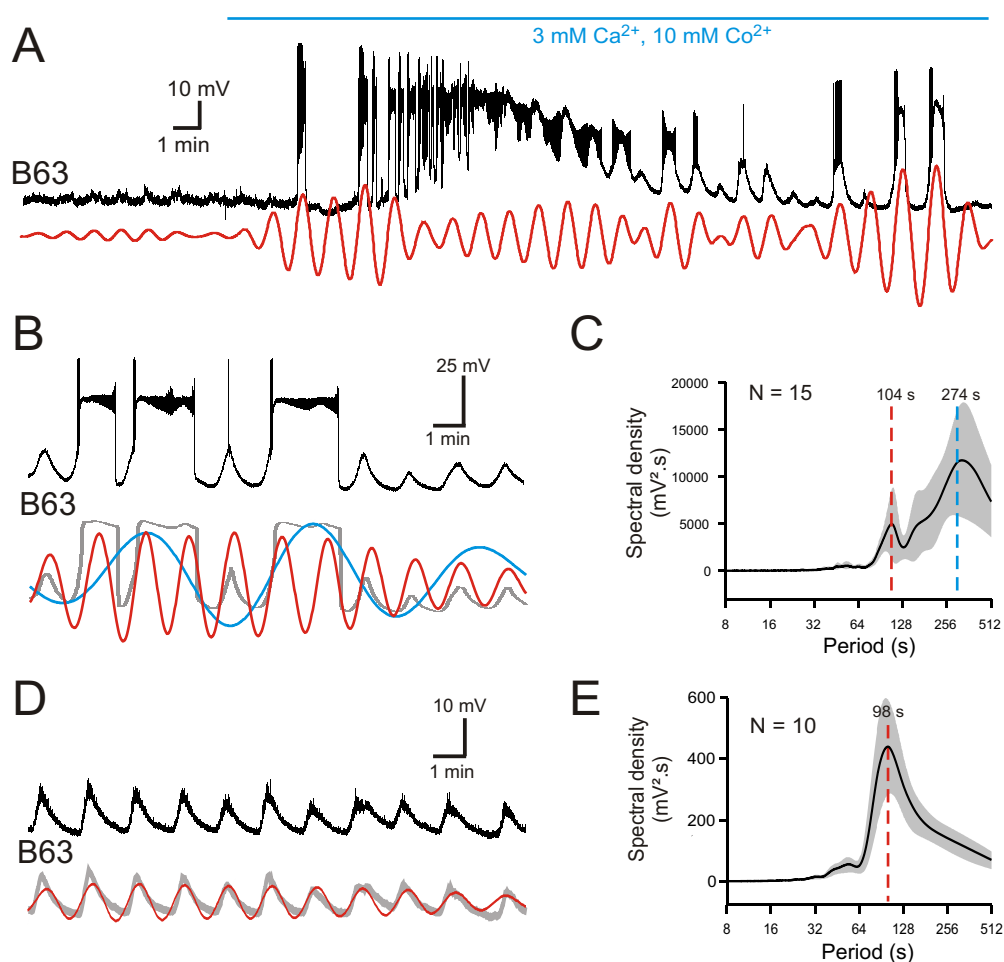 3 mM Ca²⁺, 10 mM Co²⁺
A
10 mV
1 min
B63
B
25 mV
1 min
B63
C
N = 15
104 s
274 s
20000
15000
10000
5000
0
Spectral density
(mV².s)
8 16 32 64 128 256 512
Period (s)
D
10 mV
1 min
B63
E
N = 10
98 s
600
400
200
0
Spectral density
(mV².s)
8 16 32 64 128 256 512
Period (s)